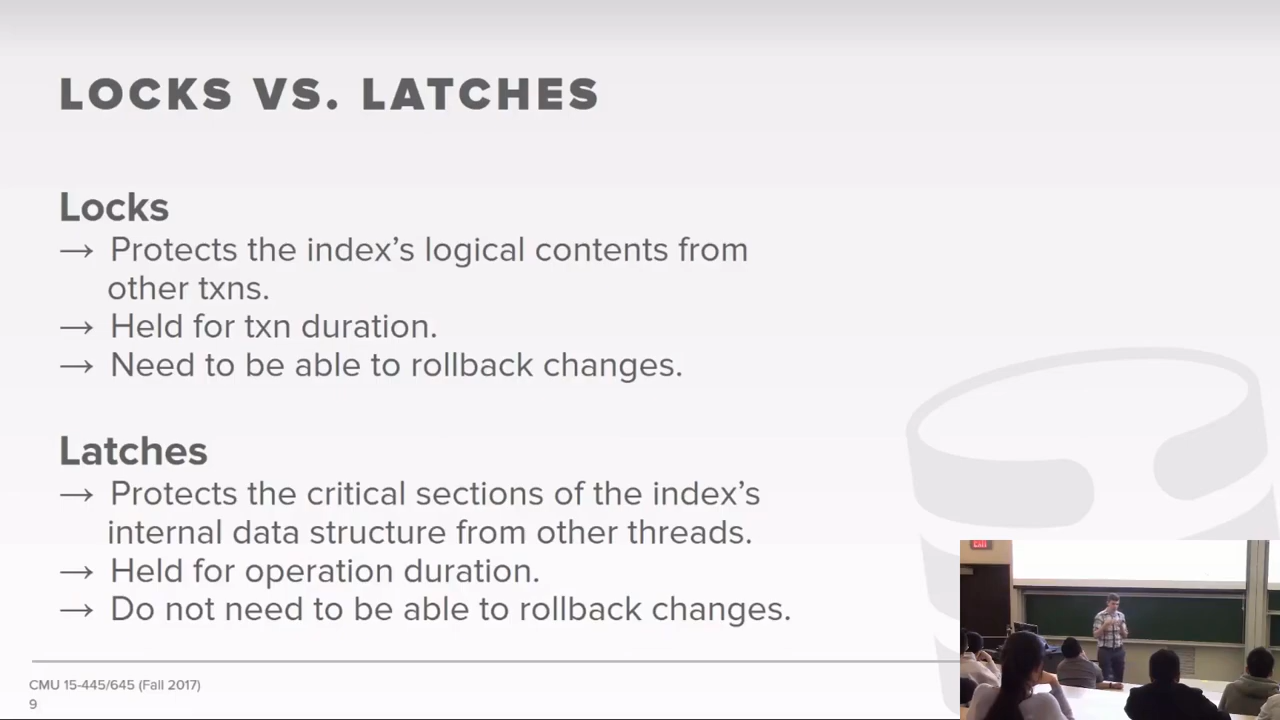 LOCKS VS. LATCHES
Locks
→ Protects the index’s logical contents from
other txns.
→ Held for txn duration.
→ Need to be able to rollback changes.
Latches
→ Protects the critical sections of the index’s
internal data structure from other threads.
→ Held for operation duration.
→ Do not need to be able to rollback changes.
CMU 15-445/645 (Fall 2017)
9
EXIT